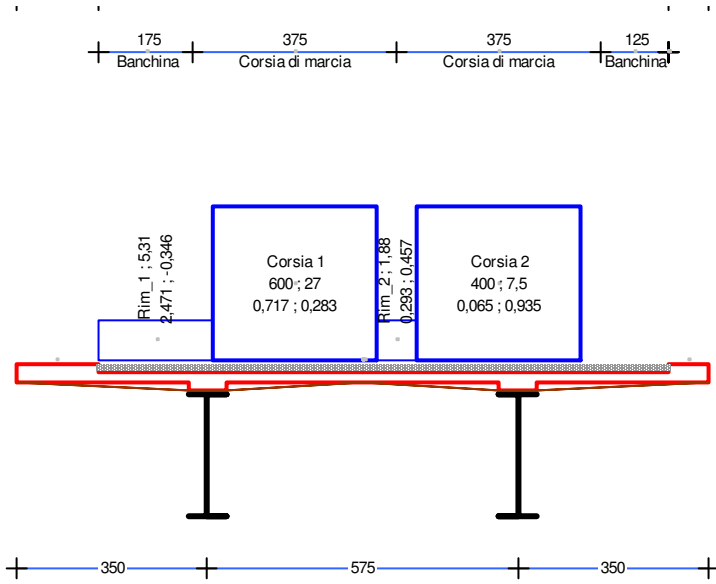 175 375 375 125
Banchina Corsia di marcia Corsia di marcia Banchina
Rim_1 ; 5,31
2,471 ; -0,346
Corsia 1
600 ; 27
0,717 ; 0,283
Rim_2 ; 1,88
0,293 ; 0,457
Corsia 2
400 ; 7,5
0,065 ; 0,935
350 575 350